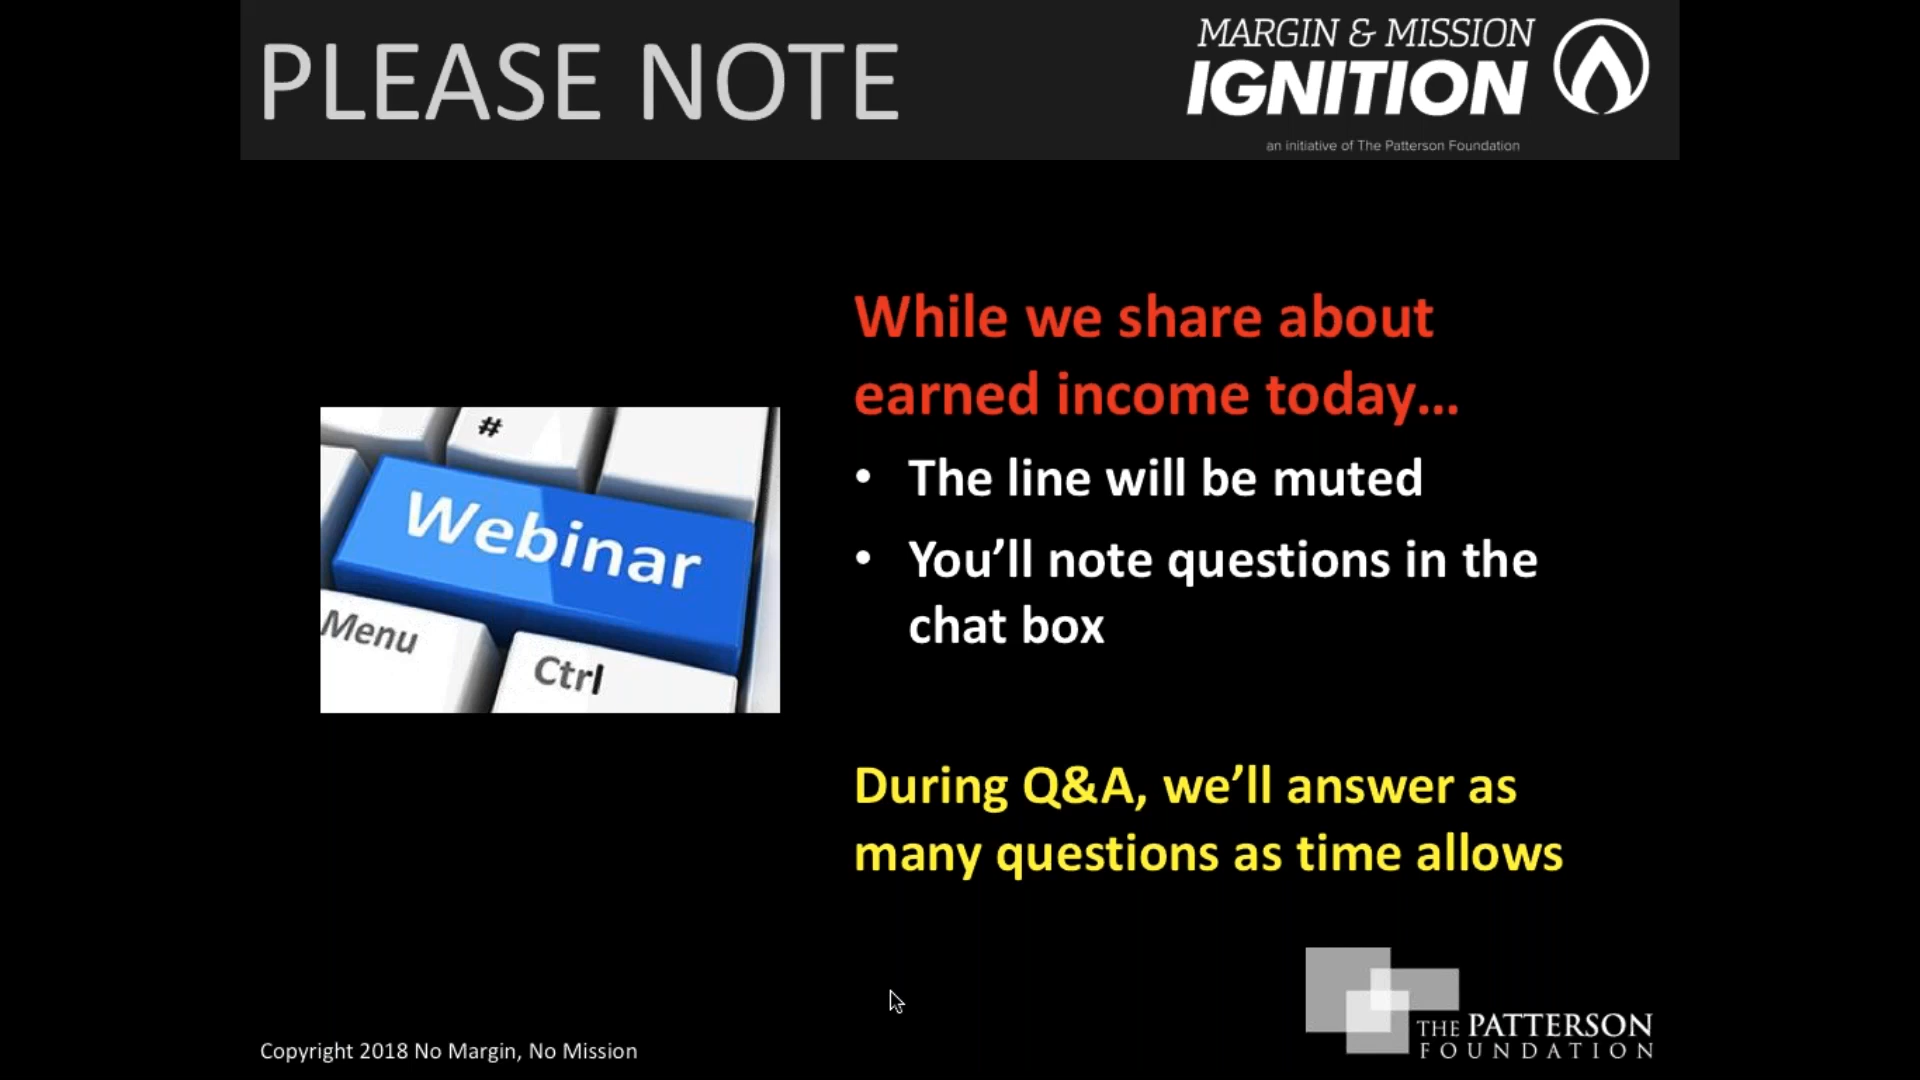 PLEASE NOTE
MARGIN & MISSION
IGNITION
an initiative of The Patterson Foundation
While we share about
earned income today...
• The line will be muted
• You’ll note questions in the
chat box
#
Webinar
Menu
Ctrl
During Q&A, we’ll answer as
many questions as time allows
THE PATTERSON
FOUNDATION
Copyright 2018 No Margin, No Mission